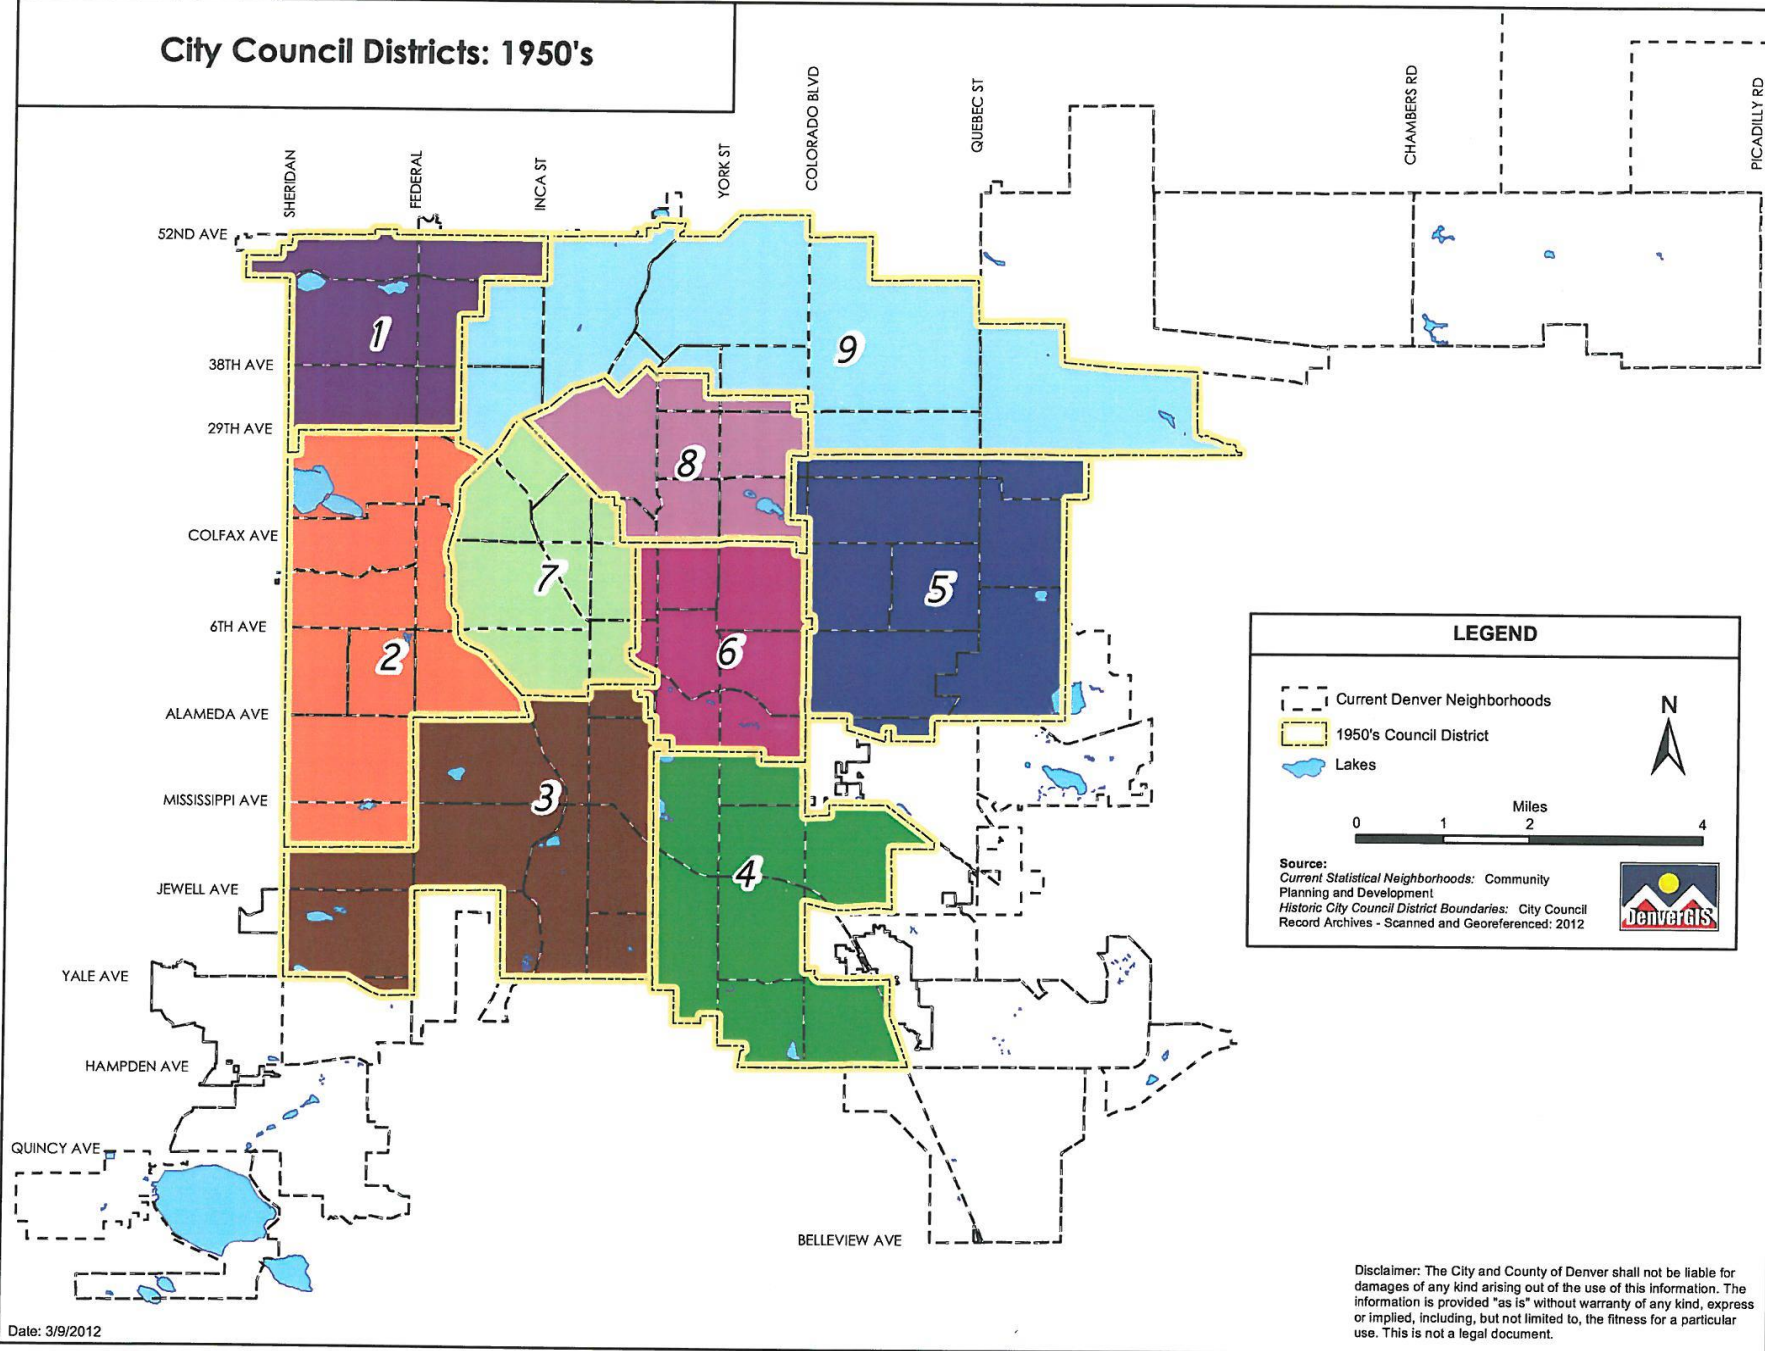 City Council Districts: 1950's
SHERIDAN
FEDERAL
INCA ST
YORK ST
COLORADO BLVD
QUEBEC ST
CHAMBERS RD
PICADILLY RD
52ND AVE
38TH AVE
29TH AVE
COLFAX AVE
6TH AVE
ALAMEDA AVE
MISSISSIPPI AVE
JEWELL AVE
YALE AVE
HAMPDEN AVE
QUINCY AVE
BELLEVIEW AVE
1
9
8
7
5
2
6
3
4
LEGEND
Current Denver Neighborhoods
1950's Council District
Lakes
N
Miles
0 1 2 4
Source:
Current Statistical Neighborhoods: Community
Planning and Development
Historic City Council District Boundaries: City Council
Record Archives - Scanned and Georeferenced: 2012
DenverGIS
Disclaimer: The City and County of Denver shall not be liable for
damages of any kind arising out of the use of this information. The
information is provided "as is" without warranty of any kind, express
or implied, including, but not limited to, the fitness for a particular
use. This is not a legal document.
Date: 3/9/2012